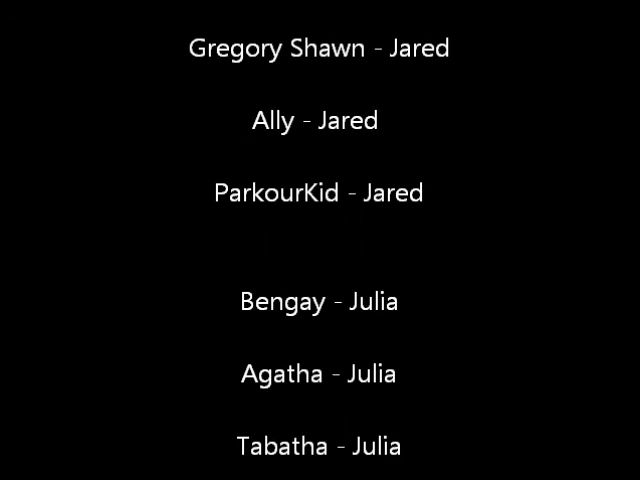 Gregory Shawn - Jared
Ally - Jared
ParkourKid - Jared
Bengay - Julia
Agatha - Julia
Tabatha - Julia